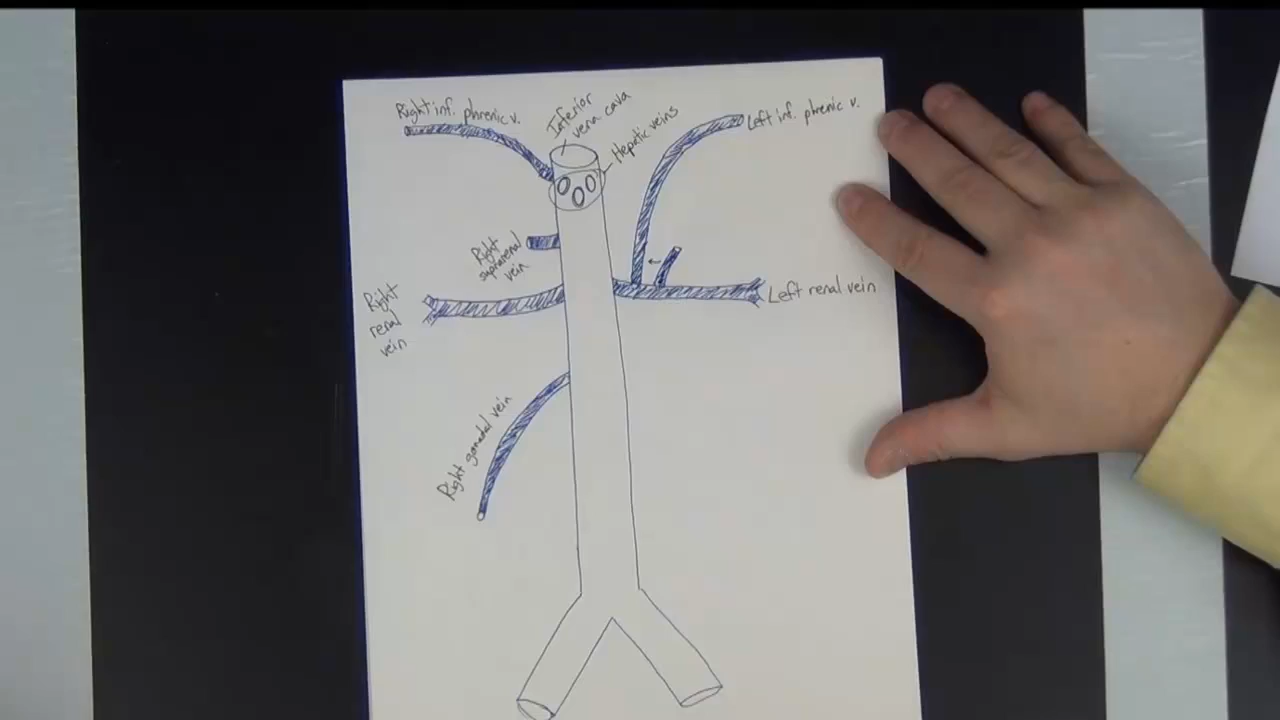 Right inf. phrenic v.
Inferior
vena cava
Hepatic veins
Left inf. phrenic v.
Right
suprarenal
vein
Right
renal
vein
Left renal vein
Right gonadal vein